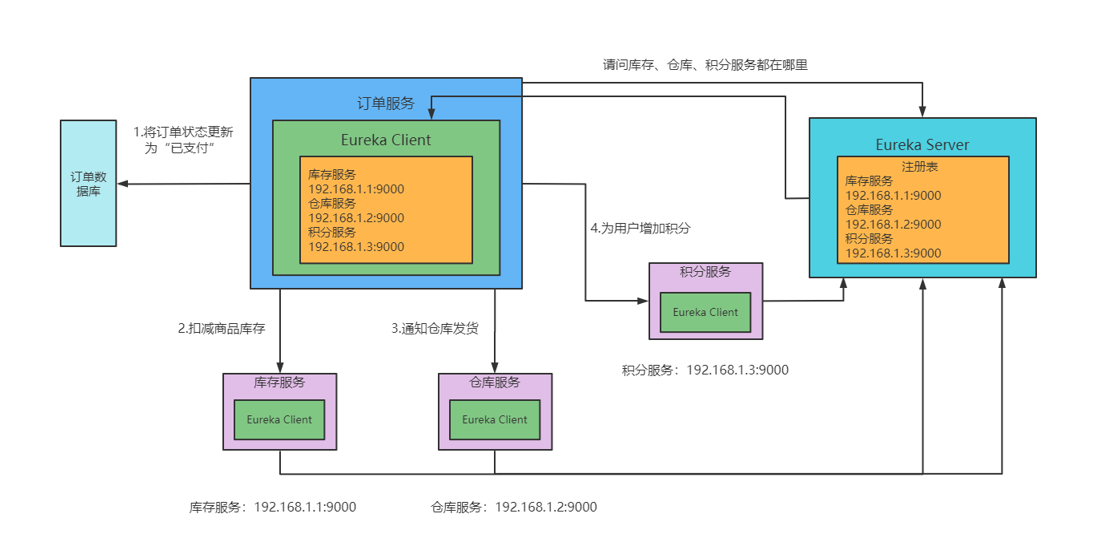 请问库存、仓库、积分服务都在哪里
订单服务
1.将订单状态更新
为“已支付”
Eureka Client
Eureka Server
注册表
订单数
据库
库存服务
192.168.1.1:9000
仓库服务
192.168.1.2:9000
积分服务
192.168.1.3:9000
库存服务
192.168.1.1:9000
仓库服务
192.168.1.2:9000
积分服务
192.168.1.3:9000
4.为用户增加积分
积分服务
Eureka Client
2.扣减商品库存
3.通知仓库发货
积分服务：192.168.1.3:9000
库存服务
Eureka Client
仓库服务
Eureka Client
库存服务：192.168.1.1:9000
仓库服务：192.168.1.2:9000